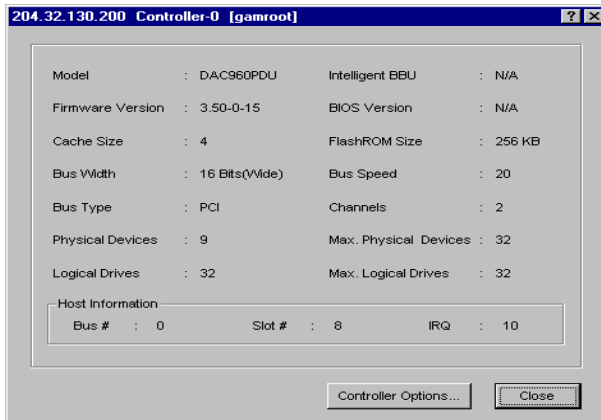 204.32.130.200 Controller-0 [gamroot]
Model : DAC960PDU Intelligent BBU : N/A
Firmware Version : 3.50-0-15 BIOS Version : N/A
Cache Size : 4 FlashROM Size : 256 KB
Bus Width : 16 Bits(Wide) Bus Speed : 20
Bus Type : PCI Channels : 2
Physical Devices : 9 Max. Physical Devices : 32
Logical Drives : 32 Max. Logical Drives : 32
Host Information
Bus # : 0 Slot # : 8 IRQ : 10
Controller Options... Close